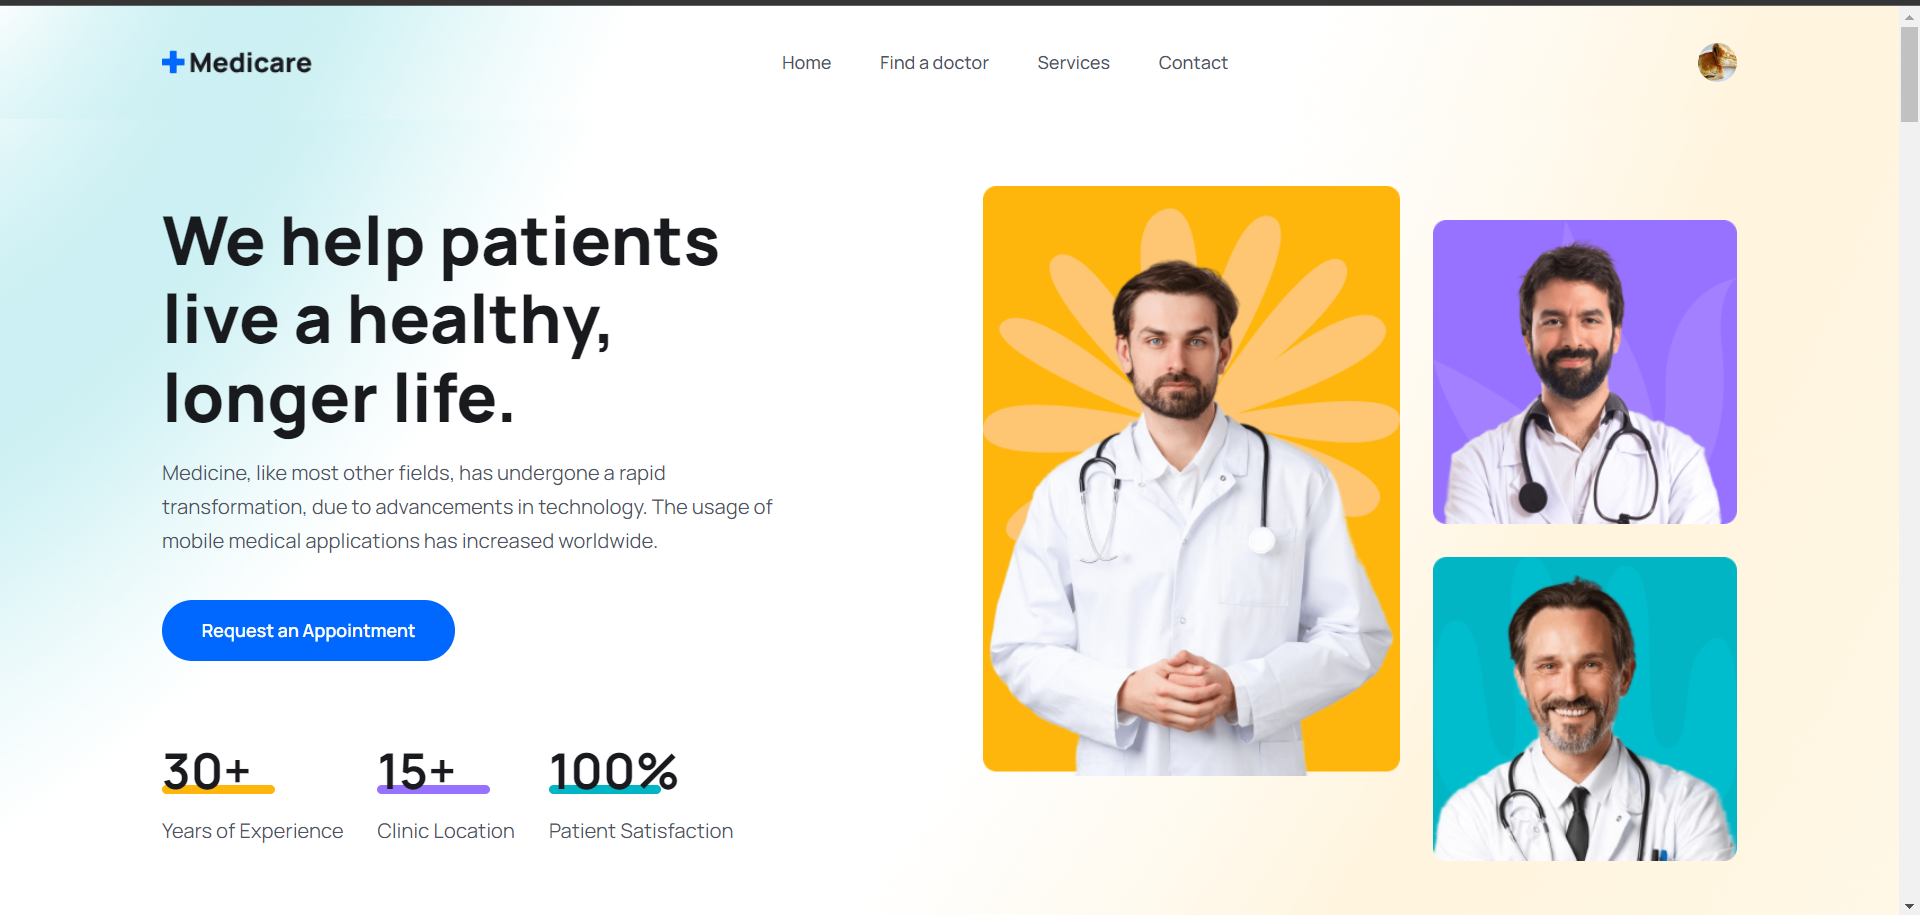 Medicare
Home
Find a doctor
Services
Contact
We help patients
live a healthy,
longer life.
Medicine, like most other fields, has undergone a rapid
transformation, due to advancements in technology. The usage of
mobile medical applications has increased worldwide.
Request an Appointment
30+
Years of Experience
15+
Clinic Location
100%
Patient Satisfaction